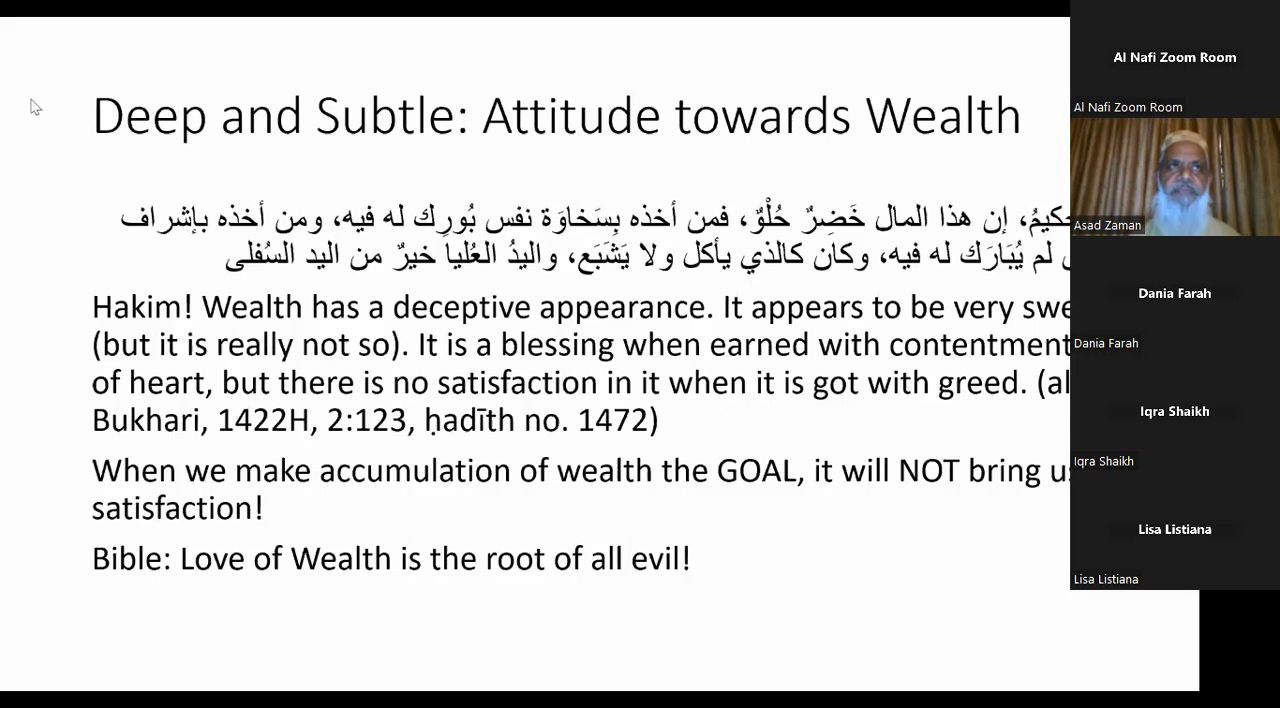 Deep and Subtle: Attitude towards Wealth
إن هذا المال خَضِرٌ حُلْوٌ، فمن أخذه بِسَخاوَة نفس بُورِك له فيه، ومن أخذه بإشراف
لم يُبَارَك له فيه، وكان كالذي يأكل ولا يَشَبَع، واليدُ العُليا خيرٌ من اليد السُفلى
Hakim! Wealth has a deceptive appearance. It appears to be very
(but it is really not so). It is a blessing when earned with contentment
of heart, but there is no satisfaction in it when it is got with greed. (al
Bukhari, 1422H, 2:123, ḥadīth no. 1472)
When we make accumulation of wealth the GOAL, it will NOT bring
satisfaction!
Bible: Love of Wealth is the root of all evil!
Al Nafi Zoom Room
Al Nafi Zoom Room
Asad Zaman
Dania Farah
Dania Farah
Iqra Shaikh
Iqra Shaikh
Lisa Listiana
Lisa Listiana